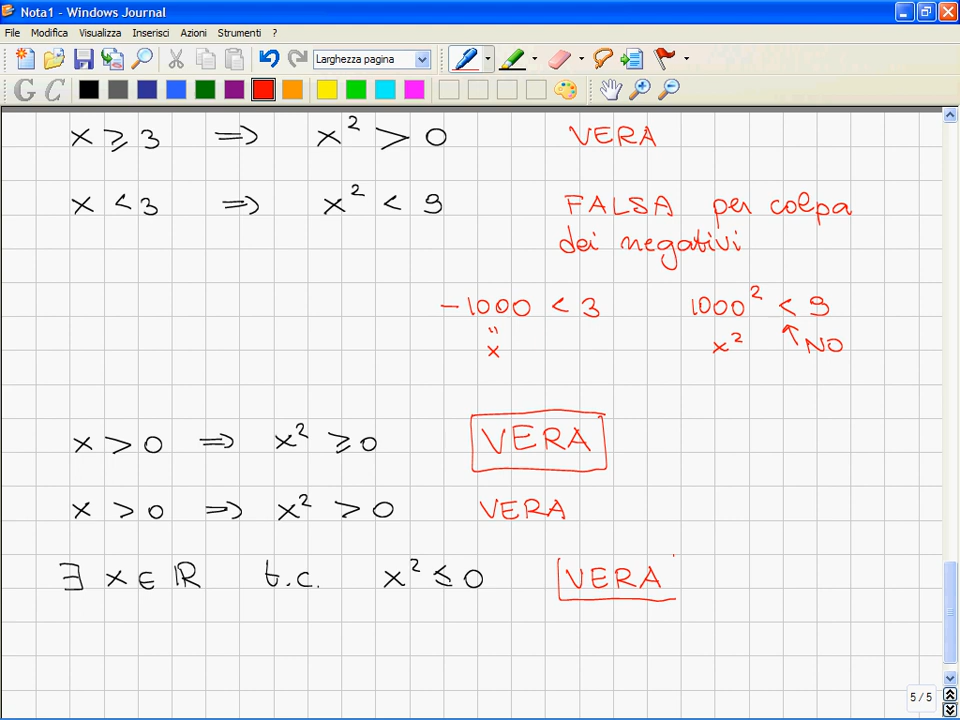 Nota1 - Windows Journal
File Modifica Visualizza Inserisci Azioni Strumenti ?
Larghezza pagina
G C
x ≥ 3 ⇒ x² > 0 VERA
x < 3 ⇒ x² < 9 FALSA per colpa
dei negativi
-1000 < 3 1000² < 9
" x² ↑ NO
x
x > 0 ⇒ x² ≥ 0 VERA
x > 0 ⇒ x² > 0 VERA
∃ x ∈ ℝ t.c. x² ≤ 0 VERA
5 / 5